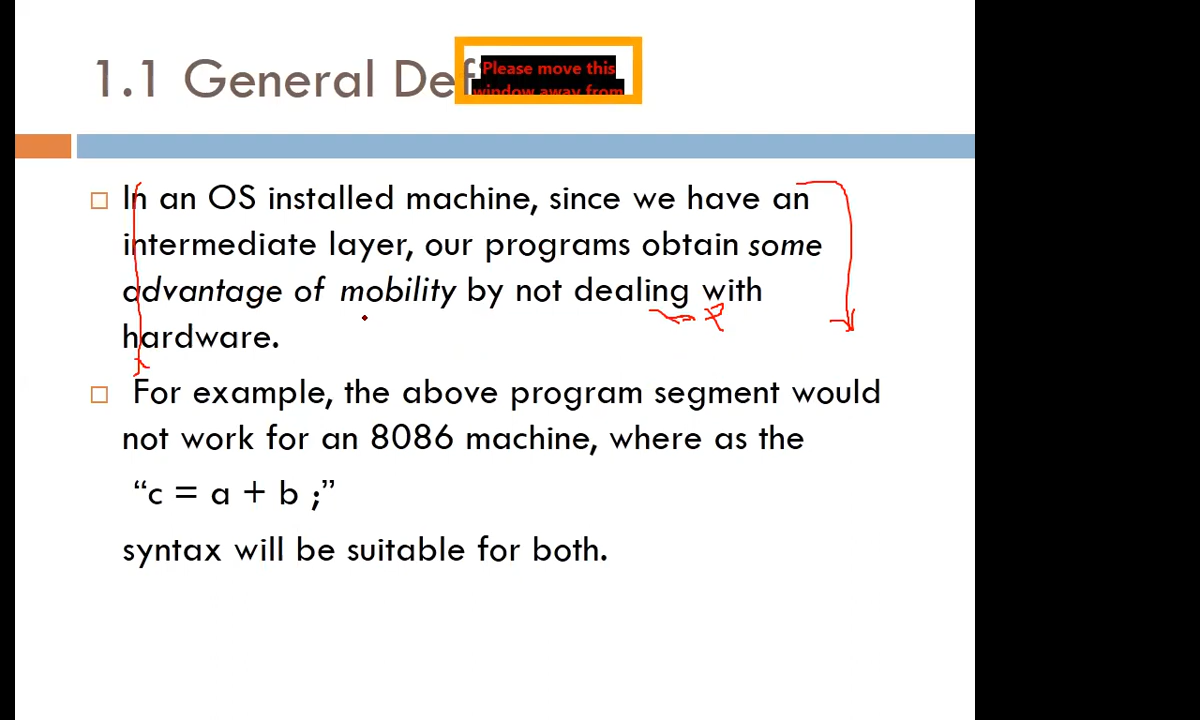 1.1 General Def
Please move this
window away from
In an OS installed machine, since we have an
intermediate layer, our programs obtain some
advantage of mobility by not dealing with
hardware.
For example, the above program segment would
not work for an 8086 machine, where as the
“c = a + b ;”
syntax will be suitable for both.